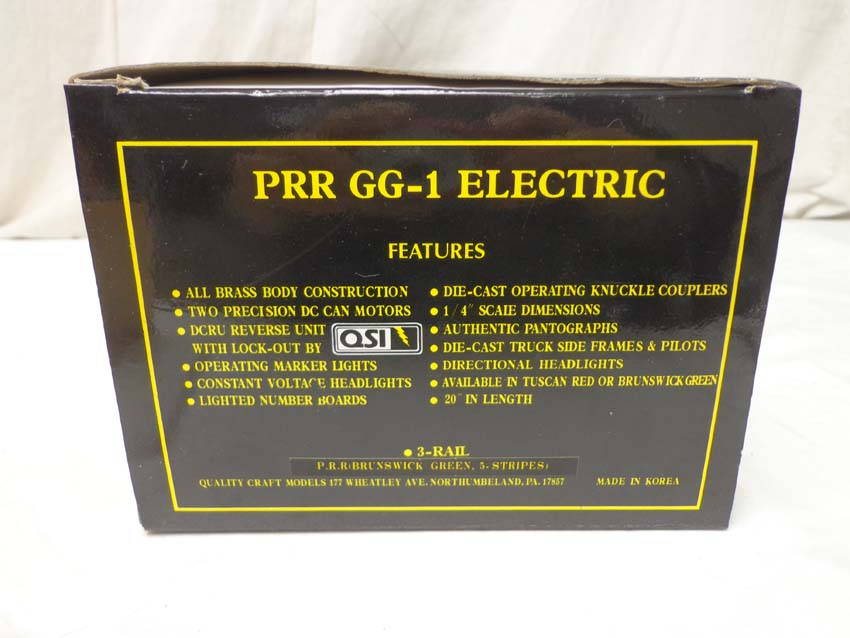 PRR GG-1 ELECTRIC
FEATURES
● ALL BRASS BODY CONSTRUCTION
● TWO PRECISION DC CAN MOTORS
● DCRU REVERSE UNIT
WITH LOCK-OUT BY QSI
● OPERATING MARKER LIGHTS
● CONSTANT VOLTAGE HEADLIGHTS
● LIGHTED NUMBER BOARDS
● DIE-CAST OPERATING KNUCKLE COUPLERS
● 1/4" SCALE DIMENSIONS
● AUTHENTIC PANTOGRAPHS
● DIE-CAST TRUCK SIDE FRAMES & PILOTS
● DIRECTIONAL HEADLIGHTS
● AVAILABLE IN TUSCAN RED OR BRUNSWICK GREEN
● 20" IN LENGTH
● 3-RAIL
P.R.R(BRUNSWICK GREEN, 5-STRIPES)
QUALITY CRAFT MODELS 177 WHEATLEY AVE. NORTHUMBELAND, PA. 17857 MADE IN KOREA